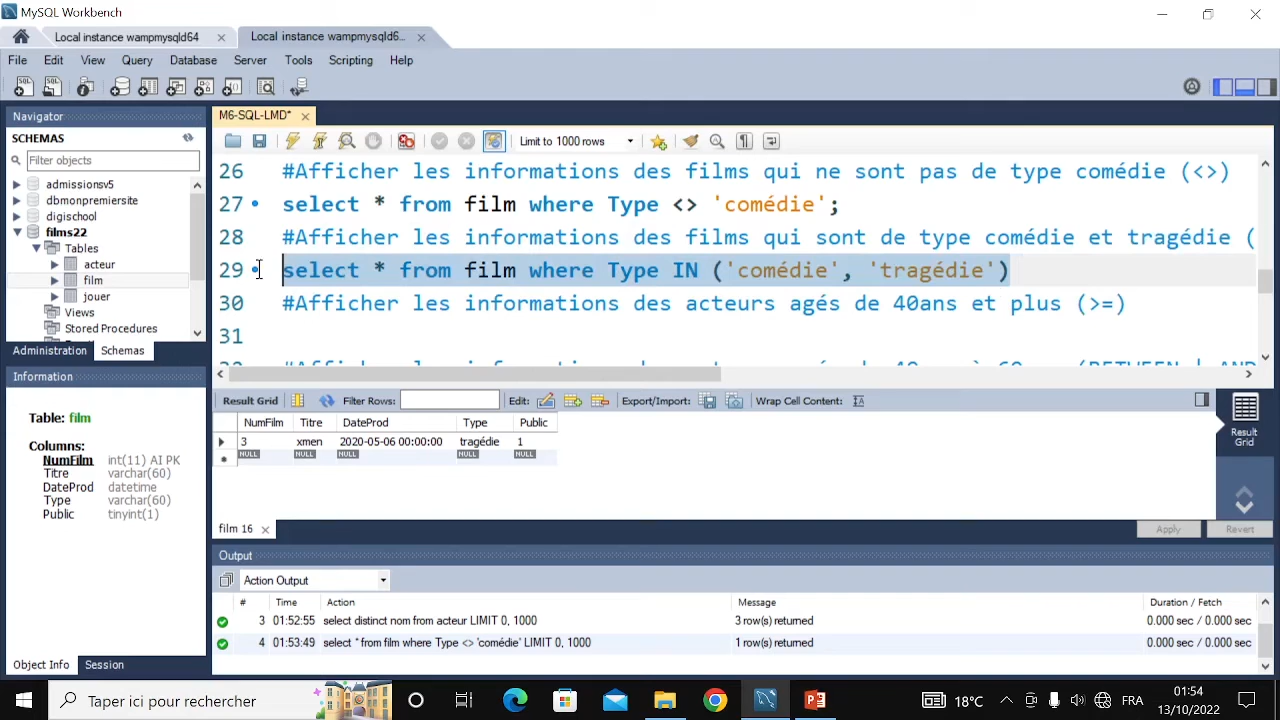 MySQL Workbench
Local instance wampmysqld64 × Local instance wampmysqld6... ×
File Edit View Query Database Server Tools Scripting Help
Navigator
M6-SQL-LMD* ×
SCHEMAS
Limit to 1000 rows
Filter objects
admissionsv5
dbmonpremiersite
digischool
films22
Tables
acteur
film
jouer
Views
Stored Procedures
Administration Schemas
26 #Afficher les informations des films qui ne sont pas de type comédie (<>)
27 select * from film where Type <> 'comédie';
28 #Afficher les informations des films qui sont de type comédie et tragédie (
29 select * from film where Type IN ('comédie', 'tragédie')
30 #Afficher les informations des acteurs agés de 40ans et plus (>=)
31
Information
Table: film
Columns:
NumFilm int(11) AI PK
Titre varchar(60)
DateProd datetime
Type varchar(60)
Public tinyint(1)
Object Info Session
Result Grid Filter Rows: Edit: Export/Import: Wrap Cell Content:
NumFilm Titre DateProd Type Public
3 xmen 2020-05-06 00:00:00 tragédie 1
NULL NULL NULL NULL NULL
Result
Grid
film 16 ×
Apply Revert
Output
Action Output
# Time Action Message Duration / Fetch
3 01:52:55 select distinct nom from acteur LIMIT 0, 1000 3 row(s) returned 0.000 sec / 0.000 sec
4 01:53:49 select * from film where Type <> 'comédie' LIMIT 0, 1000 1 row(s) returned 0.000 sec / 0.000 sec
Taper ici pour rechercher
18°C
FRA
01:54
13/10/2022